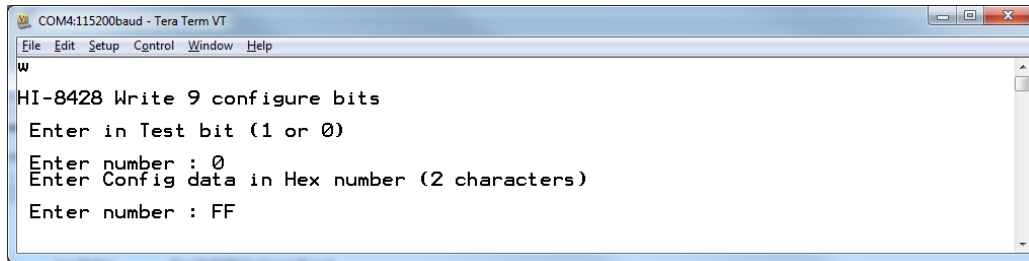 COM4:115200baud - Tera Term VT
File Edit Setup Control Window Help
w
HI-8428 Write 9 configure bits
Enter in Test bit (1 or 0)
Enter number : 0
Enter Config data in Hex number (2 characters)
Enter number : FF